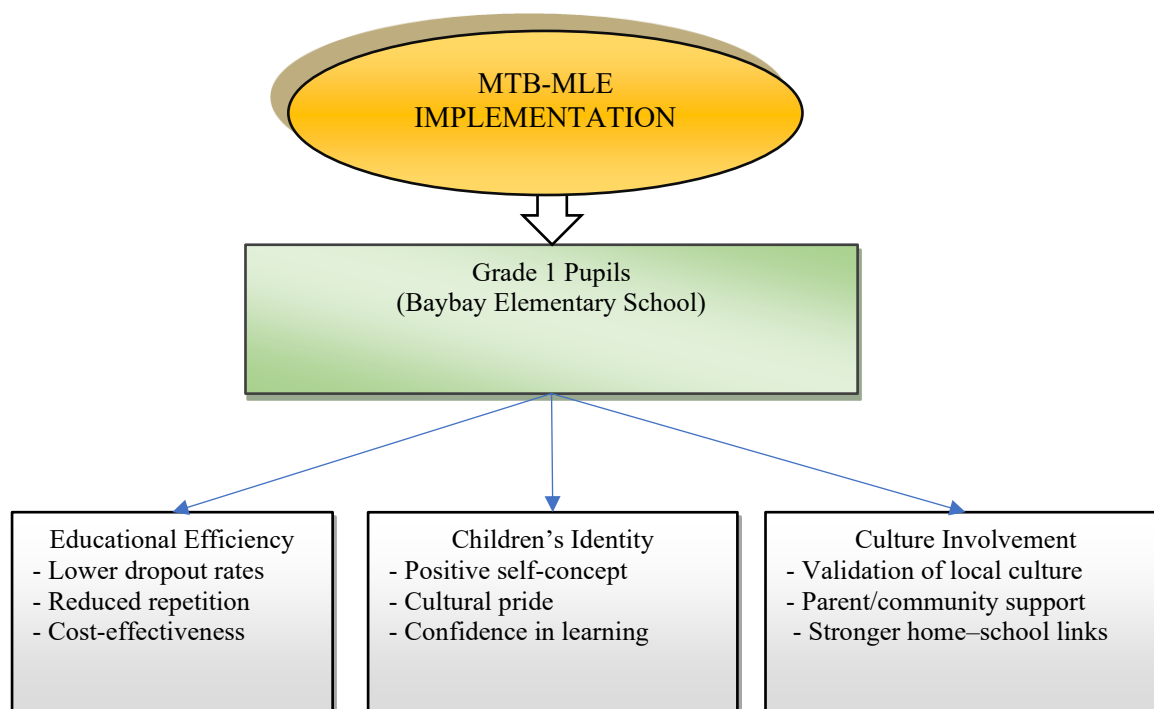 MTB-MLE
IMPLEMENTATION
Grade 1 Pupils
(Baybay Elementary School)
Educational Efficiency
- Lower dropout rates
- Reduced repetition
- Cost-effectiveness
Children’s Identity
- Positive self-concept
- Cultural pride
- Confidence in learning
Culture Involvement
- Validation of local culture
- Parent/community support
- Stronger home–school links